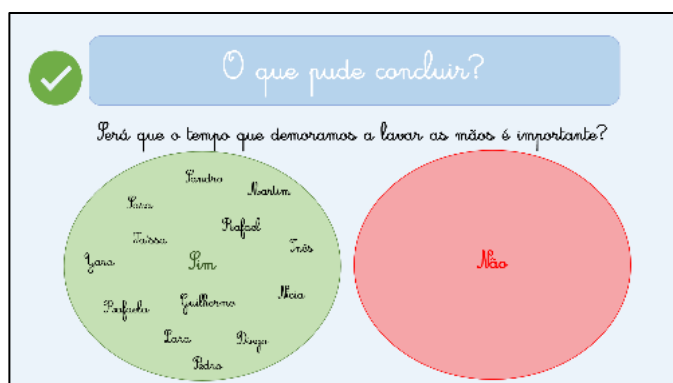 O que pude concluir?
Será que o tempo que demoramos a lavar as mãos é importante?
Sandro
Martim
Sara
Rafael
Taíssa
Inês
Yara
Sim
Não
Rafaela
Guilherme
Lara
Diogo
Pedro